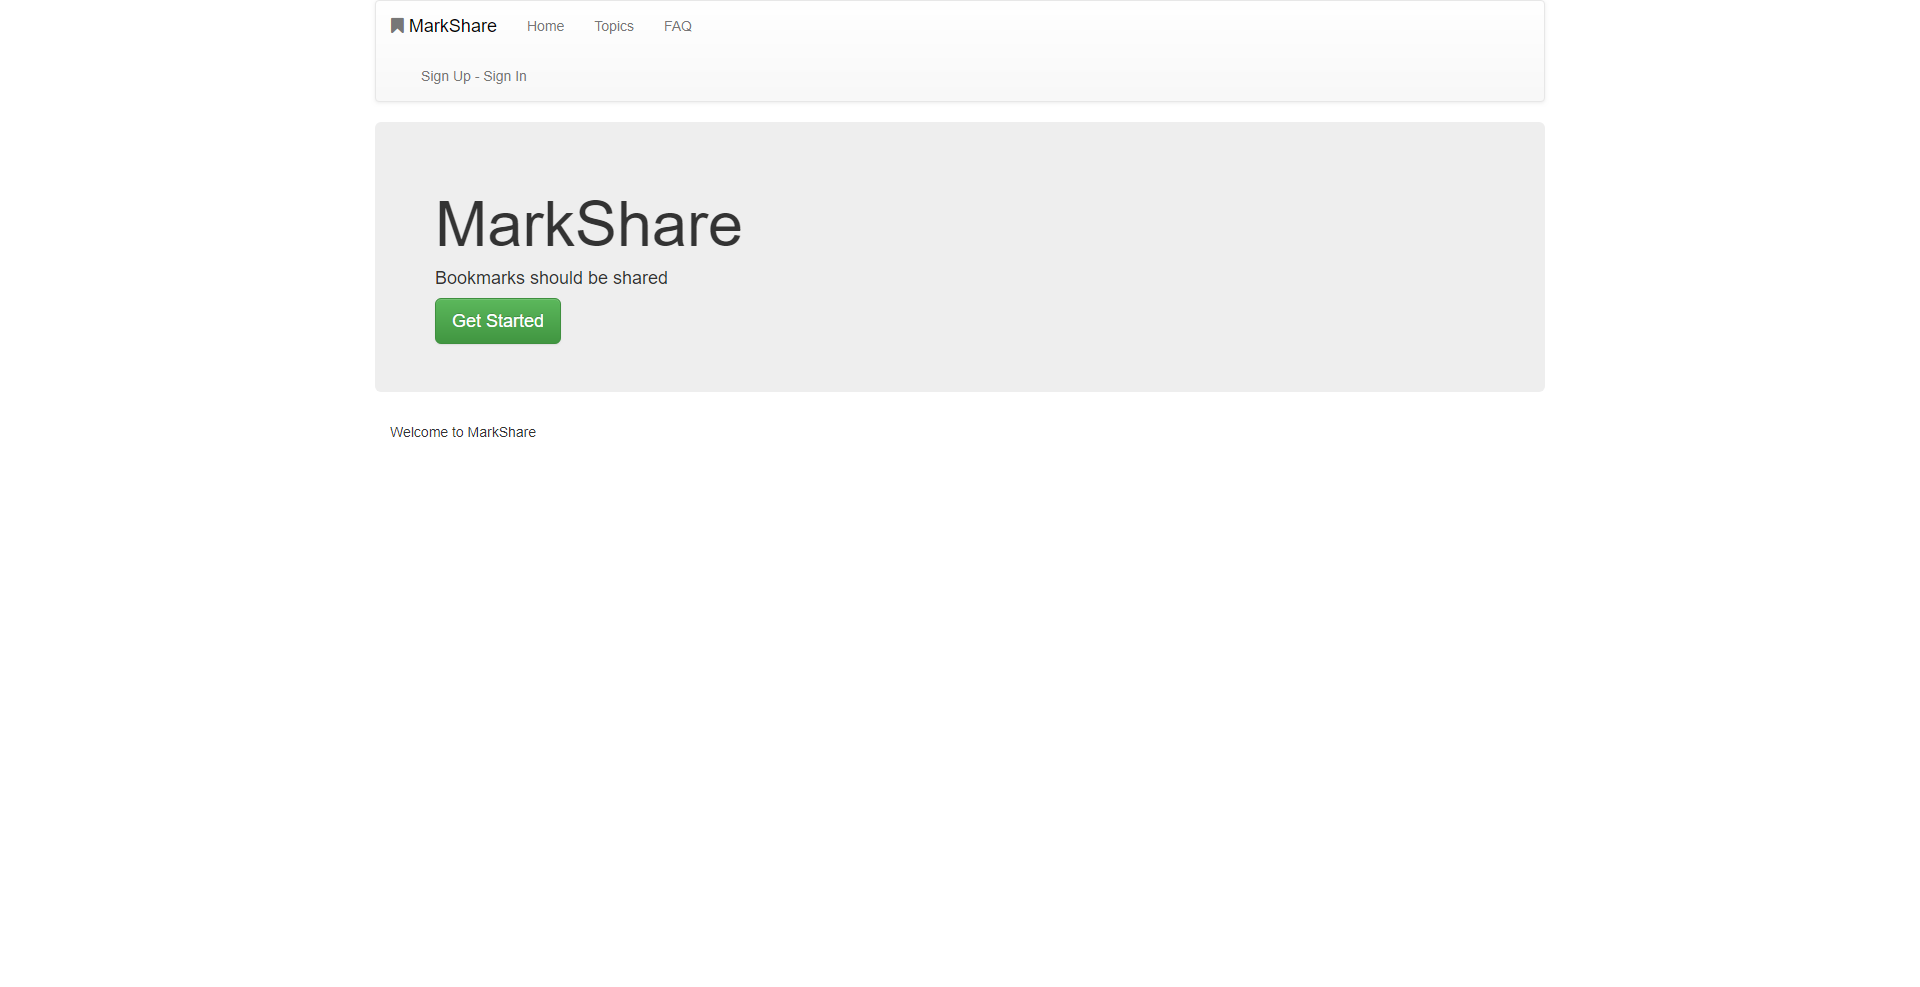 MarkShare Home Topics FAQ
Sign Up - Sign In
MarkShare
Bookmarks should be shared
Get Started
Welcome to MarkShare